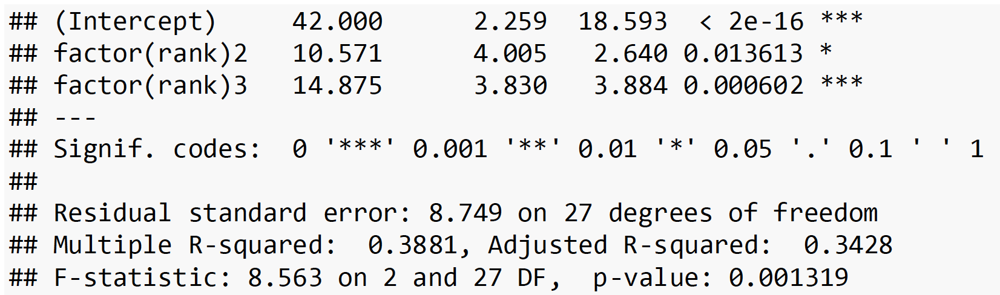 ## (Intercept)     42.000      2.259  18.593  < 2e-16 ***
## factor(rank)2   10.571      4.005   2.640 0.013613 *
## factor(rank)3   14.875      3.830   3.884 0.000602 ***
## ---
## Signif. codes:  0 '***' 0.001 '**' 0.01 '*' 0.05 '.' 0.1 ' ' 1
##
## Residual standard error: 8.749 on 27 degrees of freedom
## Multiple R-squared:  0.3881, Adjusted R-squared:  0.3428
## F-statistic: 8.563 on 2 and 27 DF,  p-value: 0.001319